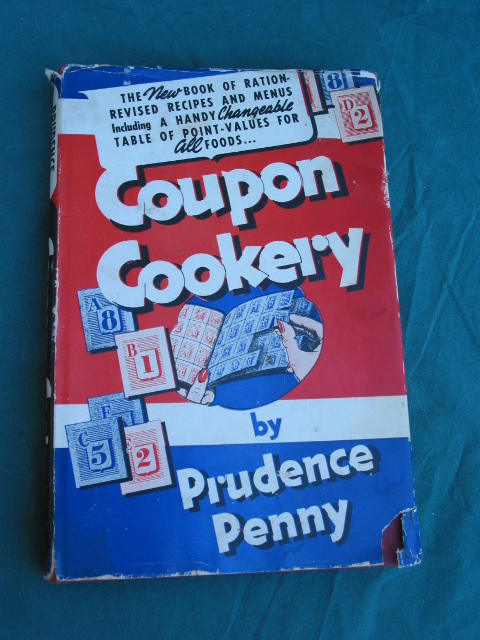 THE New BOOK OF RATION-
REVISED RECIPES AND MENUS
Including A HANDY Changeable
TABLE OF POINT-VALUES FOR
All FOODS...
8
D
2
Coupon
Cookery
A
8
B
1
F
C
5
2
by
Prudence
Penny